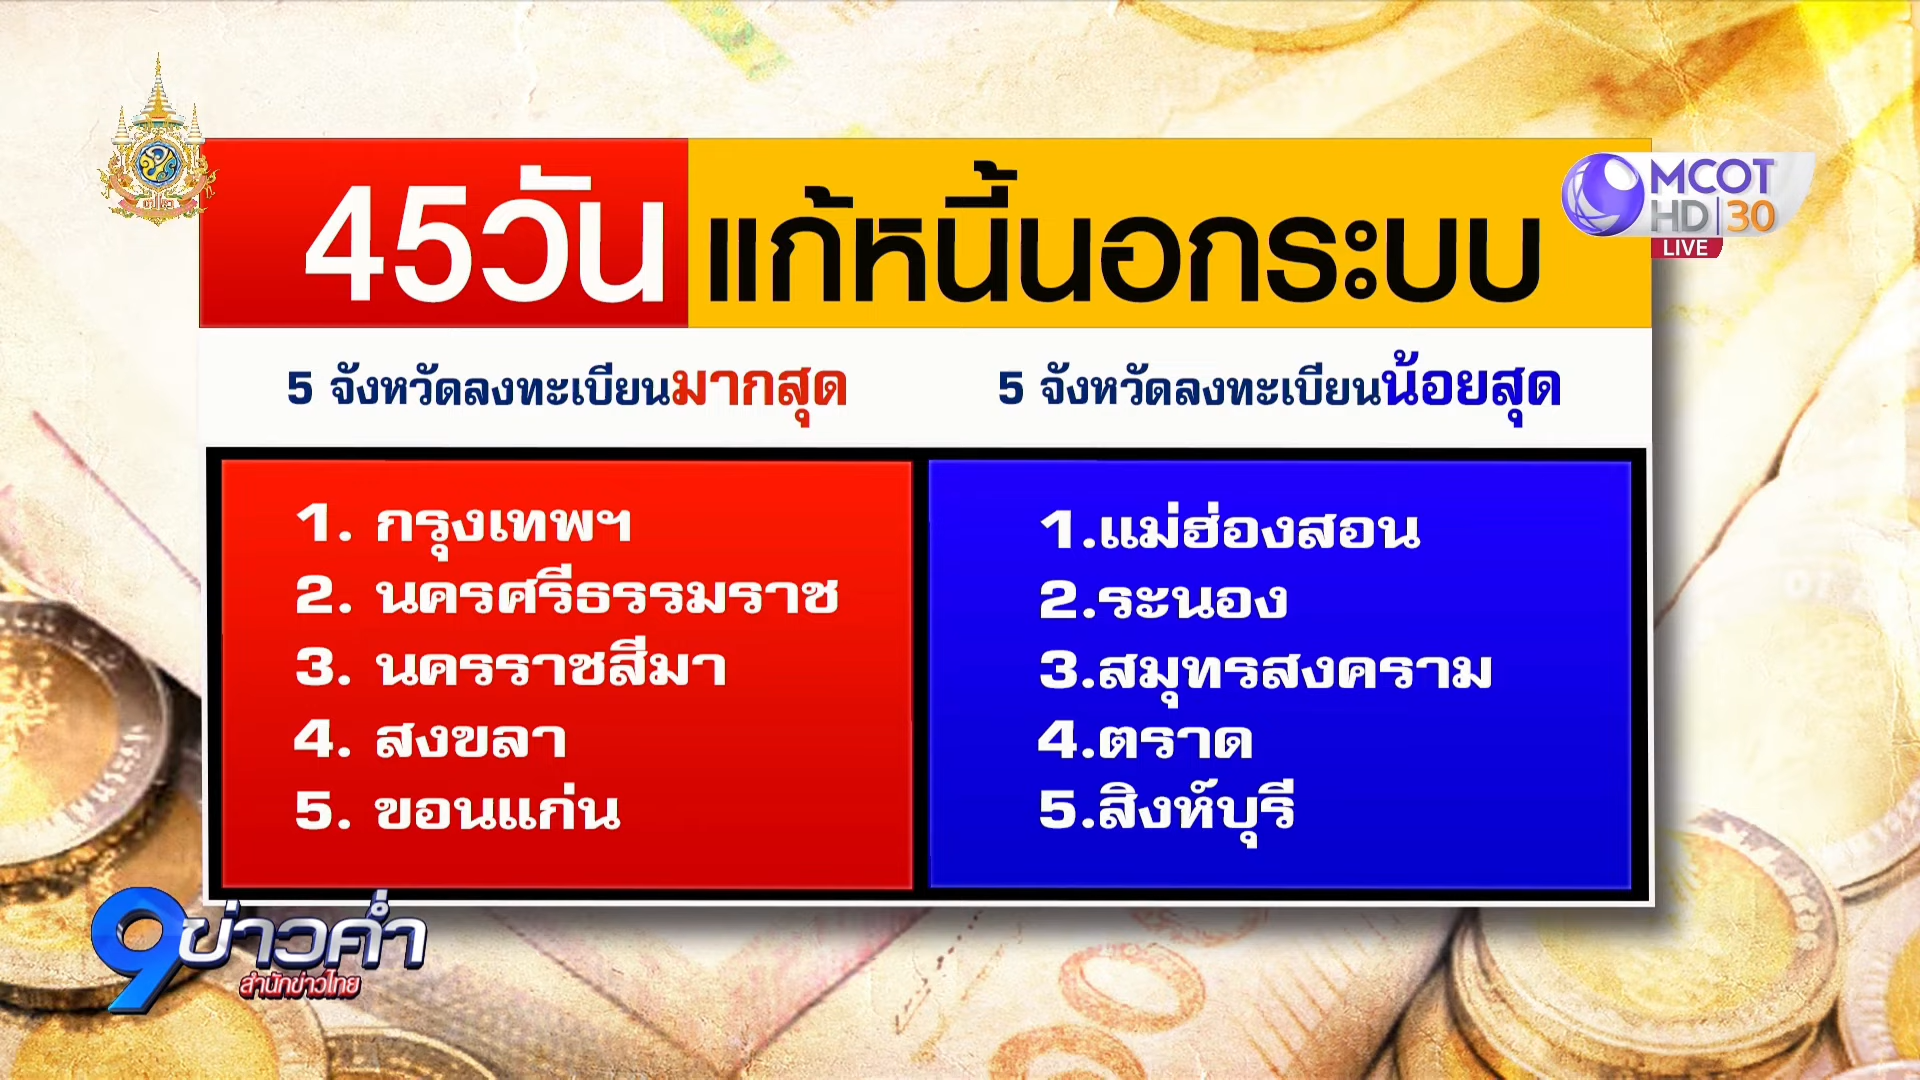 45วัน แก้หนี้นอกระบบ
MCOT
HD 30
LIVE
5 จังหวัดลงทะเบียนมากสุด
1. กรุงเทพฯ
2. นครศรีธรรมราช
3. นครราชสีมา
4. สงขลา
5. ขอนแก่น
5 จังหวัดลงทะเบียนน้อยสุด
1.แม่ฮ่องสอน
2.ระนอง
3.สมุทรสงคราม
4.ตราด
5.สิงห์บุรี
9ข่าวค่ำ
สำนักข่าวไทย